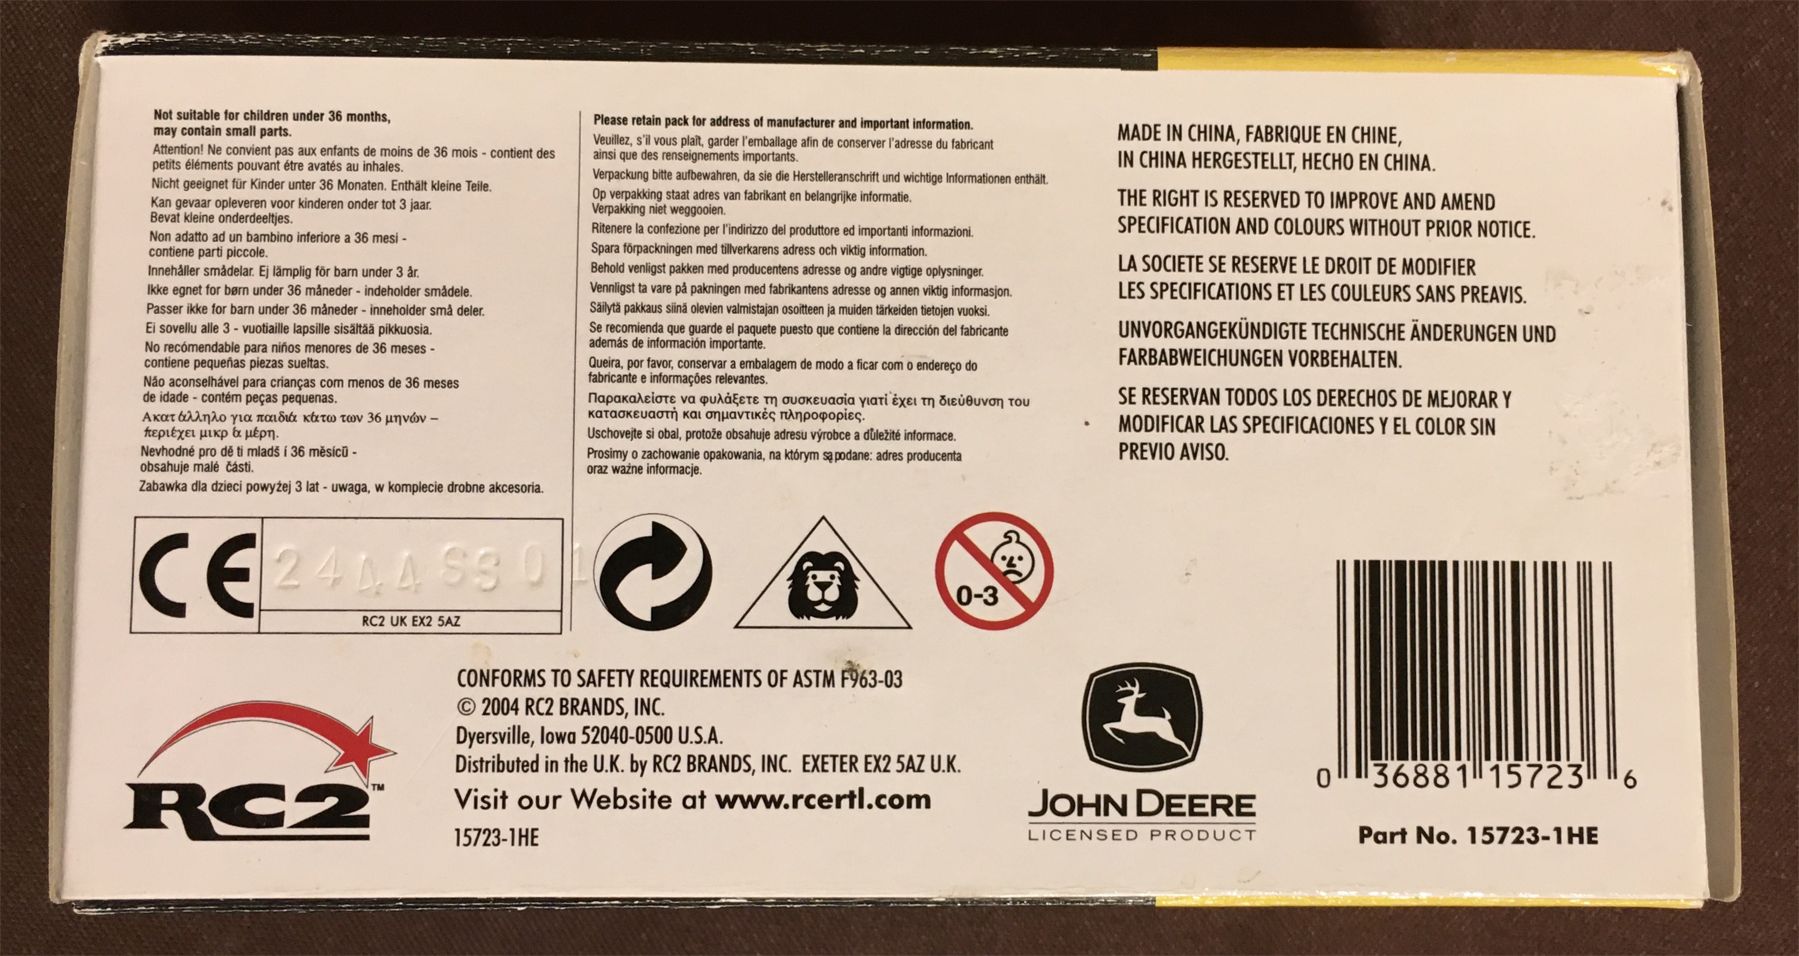 Not suitable for children under 36 months,
may contain small parts.
Attention! Ne convient pas aux enfants de moins de 36 mois - contient des
petits éléments pouvant étre avatés au inhales.
Nicht geeignet für Kinder unter 36 Monaten. Enthält kleine Teile.
Kan gevaar opleveren voor kinderen onder tot 3 jaar.
Bevat kleine onderdeeltjes.
Non adatto ad un bambino inferiore a 36 mesi -
contiene parti piccole.
Innehåller smådelar. Ej lämplig för barn under 3 år.
Ikke egnet for børn under 36 måneder - indeholder smådele.
Passer ikke for barn under 36 måneder - inneholder små deler.
Ei sovellu alle 3 - vuotiaille lapsille sisältää pikkuosia.
No recómendable para niños menores de 36 meses -
contiene pequeñas piezas sueltas.
Não aconselhável para crianças com menos de 36 meses
de idade - contém peças pequenas.
Ακατάλληλο για παιδιά κάτω των 36 μηνών –
περιέχει μικρά μέρη.
Nevhodné pro dě ti mladš í 36 měsíců -
obsahuje malé části.
Zabawka dla dzieci powyżej 3 lat - uwaga, w komplecie drobne akcesoria.
Please retain pack for address of manufacturer and important information.
Veuillez, s'il vous plaît, garder l'emballage afin de conserver l'adresse du fabricant
ainsi que des renseignements importants.
Verpackung bitte aufbewahren, da sie die Herstelleranschrift und wichtige Informationen enthält.
Op verpakking staat adres van fabrikant en belangrijke informatie.
Verpakking niet weggooien.
Ritenere la confezione per l'indirizzo del produttore ed importanti informazioni.
Spara förpackningen med tillverkarens adress och viktig information.
Behold venligst pakken med producentens adresse og andre vigtige oplysninger.
Vennligst ta vare på pakningen med fabrikantens adresse og annen viktig informasjon.
Säilytä pakkaus siinä olevien valmistajan osoitteen ja muiden tärkeiden tietojen vuoksi.
Se recomienda que guarde el paquete puesto que contiene la dirección del fabricante
además de información importante.
Queira, por favor, conservar a embalagem de modo a ficar com o endereço do
fabricante e informações relevantes.
Παρακαλείστε να φυλάξετε τη συσκευασία γιατί έχει τη διεύθυνση του
κατασκευαστή και σημαντικές πληροφορίες.
Uschovejte si obal, protože obsahuje adresu výrobce a důležité informace.
Prosimy o zachowanie opakowania, na którym są podane: adres producenta
oraz ważne informacje.
MADE IN CHINA, FABRIQUE EN CHINE,
IN CHINA HERGESTELLT, HECHO EN CHINA.
THE RIGHT IS RESERVED TO IMPROVE AND AMEND
SPECIFICATION AND COLOURS WITHOUT PRIOR NOTICE.
LA SOCIETE SE RESERVE LE DROIT DE MODIFIER
LES SPECIFICATIONS ET LES COULEURS SANS PREAVIS.
UNVORGANGEKÜNDIGTE TECHNISCHE ÄNDERUNGEN UND
FARBABWEICHUNGEN VORBEHALTEN.
SE RESERVAN TODOS LOS DERECHOS DE MEJORAR Y
MODIFICAR LAS SPECIFICACIONES Y EL COLOR SIN
PREVIO AVISO.
CE
2444SS01
RC2 UK EX2 5AZ
0-3
RC2™
CONFORMS TO SAFETY REQUIREMENTS OF ASTM F963-03
© 2004 RC2 BRANDS, INC.
Dyersville, Iowa 52040-0500 U.S.A.
Distributed in the U.K. by RC2 BRANDS, INC. EXETER EX2 5AZ U.K.
Visit our Website at www.rcertl.com
15723-1HE
JOHN DEERE
LICENSED PRODUCT
0 36881 15723 6
Part No. 15723-1HE